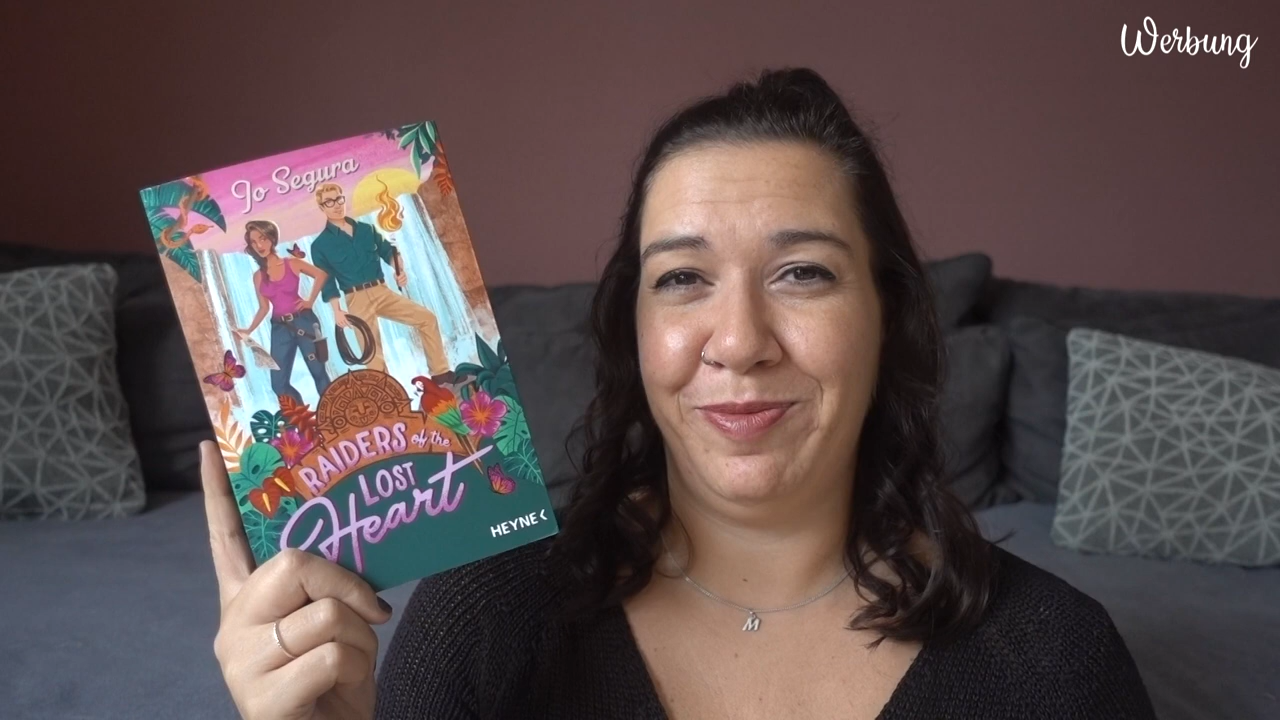 Werbung
Jo Segura
RAIDERS of the
LOST
Heart
HEYNE <
M